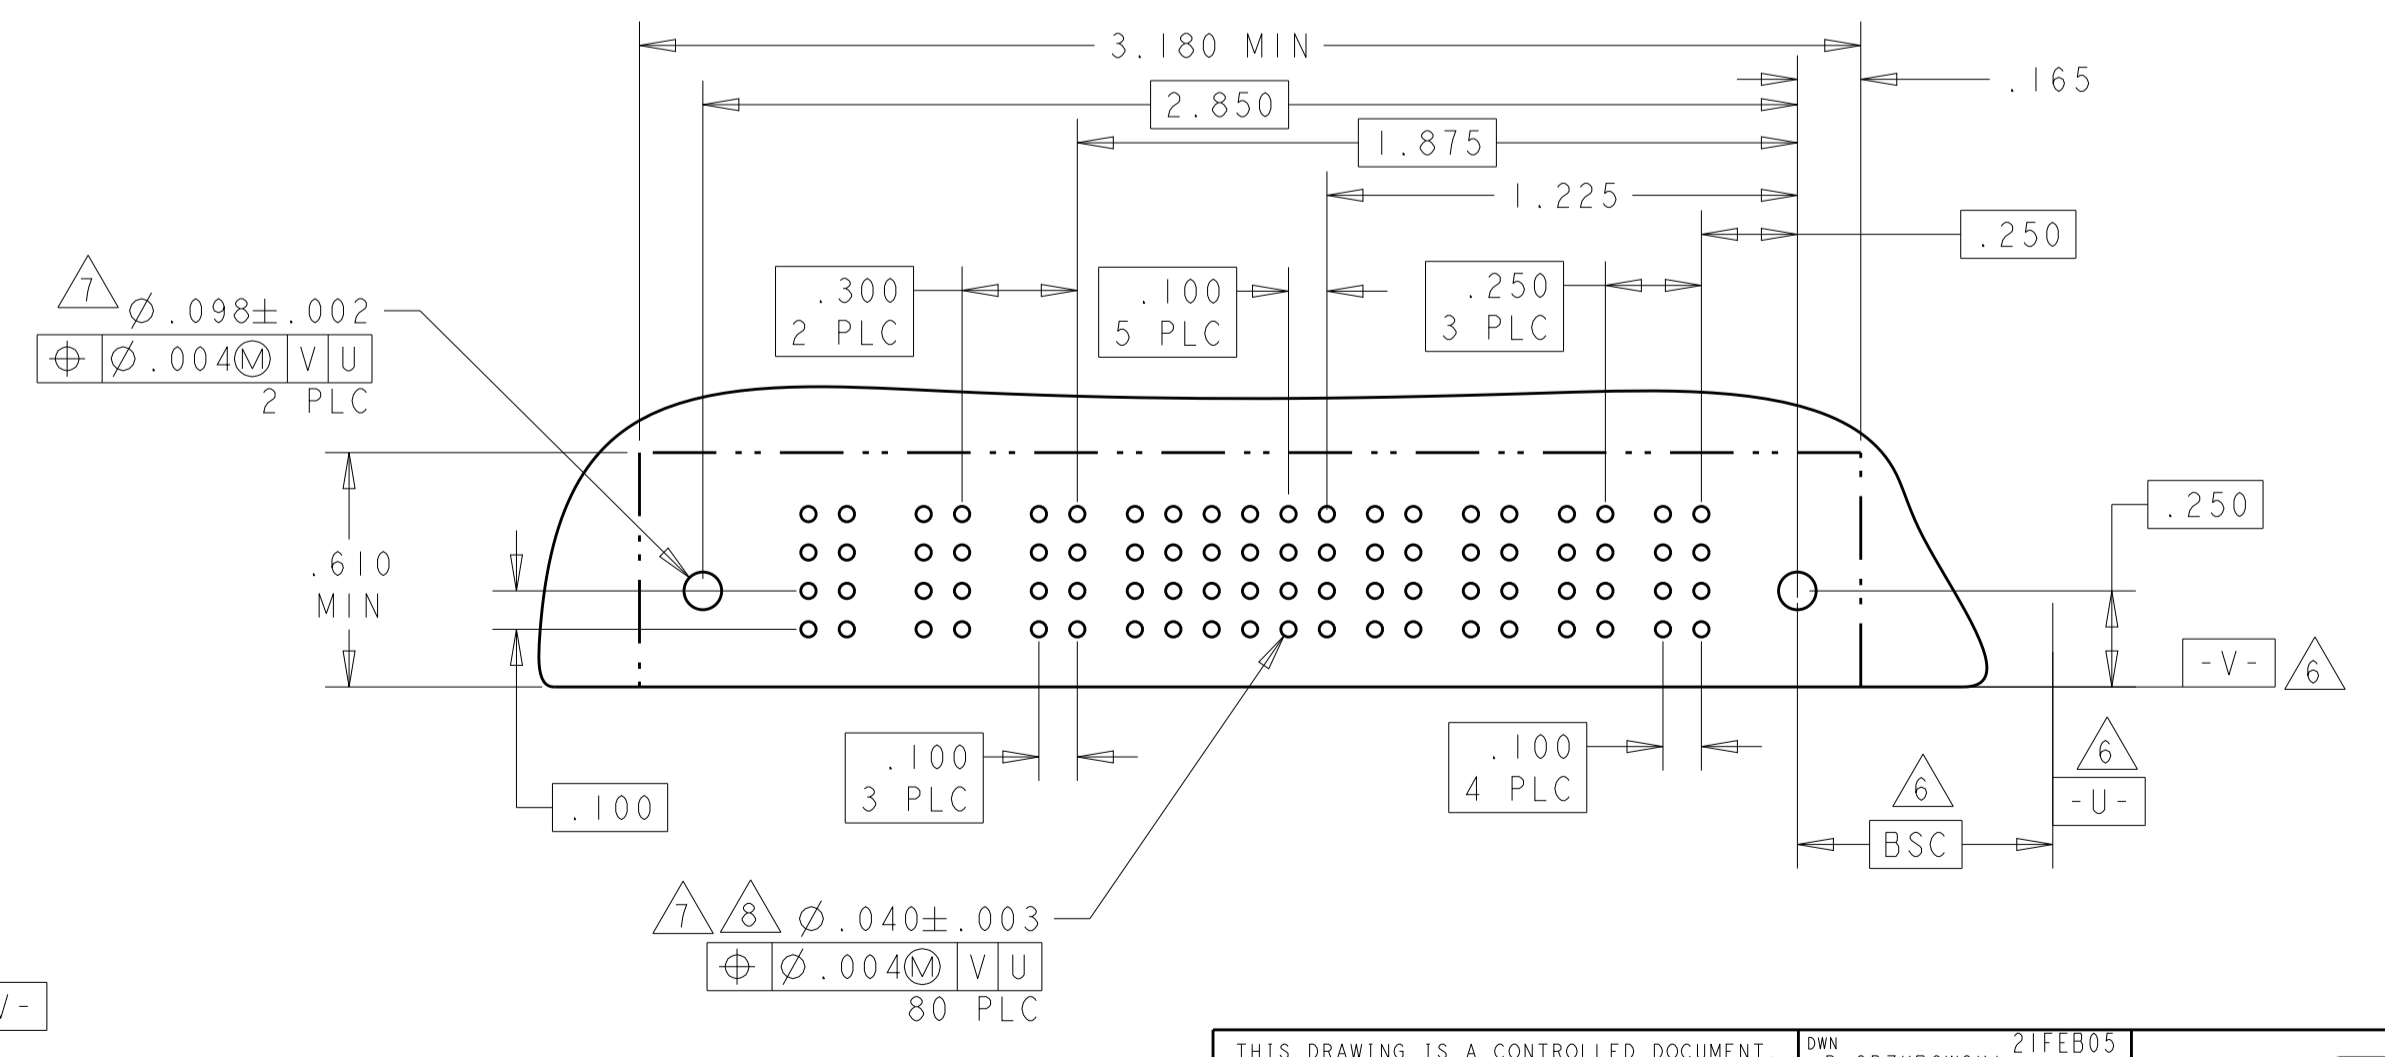 3.180 MIN
.165
2.850
1.875
1.225
.250
.300
2 PLC
.100
5 PLC
.250
3 PLC
7
Ø.098±.002
⌖ Ø.004Ⓜ V U
2 PLC
.610
MIN
.250
-V-
6
.100
3 PLC
.100
4 PLC
.100
6
-U-
6
BSC
7 8 Ø.040±.003
⌖ Ø.004Ⓜ V U
80 PLC
V-
THIS DRAWING IS A CONTROLLED DOCUMENT.
DWN
21FEB05